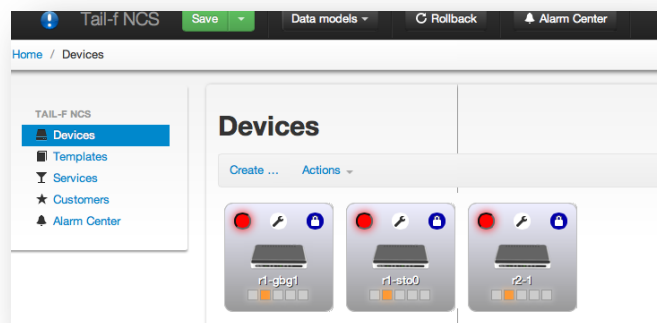 Tail-f NCS Save Data models Rollback Alarm Center
Home / Devices
TAIL-F NCS
Devices
Templates
Services
Customers
Alarm Center
Devices
Create ... Actions
r1-gbg1 r1-sto0 r2-1